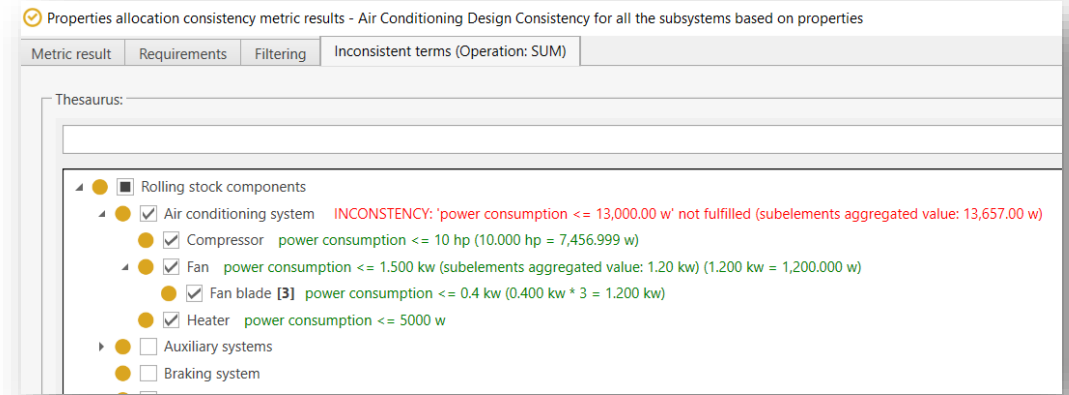 Properties allocation consistency metric results - Air Conditioning Design Consistency for all the subsystems based on properties
Metric result Requirements Filtering Inconsistent terms (Operation: SUM)
Thesaurus:
Rolling stock components
Air conditioning system INCONSTENCY: 'power consumption <= 13,000.00 w' not fulfilled (subelements aggregated value: 13,657.00 w)
Compressor power consumption <= 10 hp (10.000 hp = 7,456.999 w)
Fan power consumption <= 1.500 kw (subelements aggregated value: 1.20 kw) (1.200 kw = 1,200.000 w)
Fan blade [3] power consumption <= 0.4 kw (0.400 kw * 3 = 1.200 kw)
Heater power consumption <= 5000 w
Auxiliary systems
Braking system